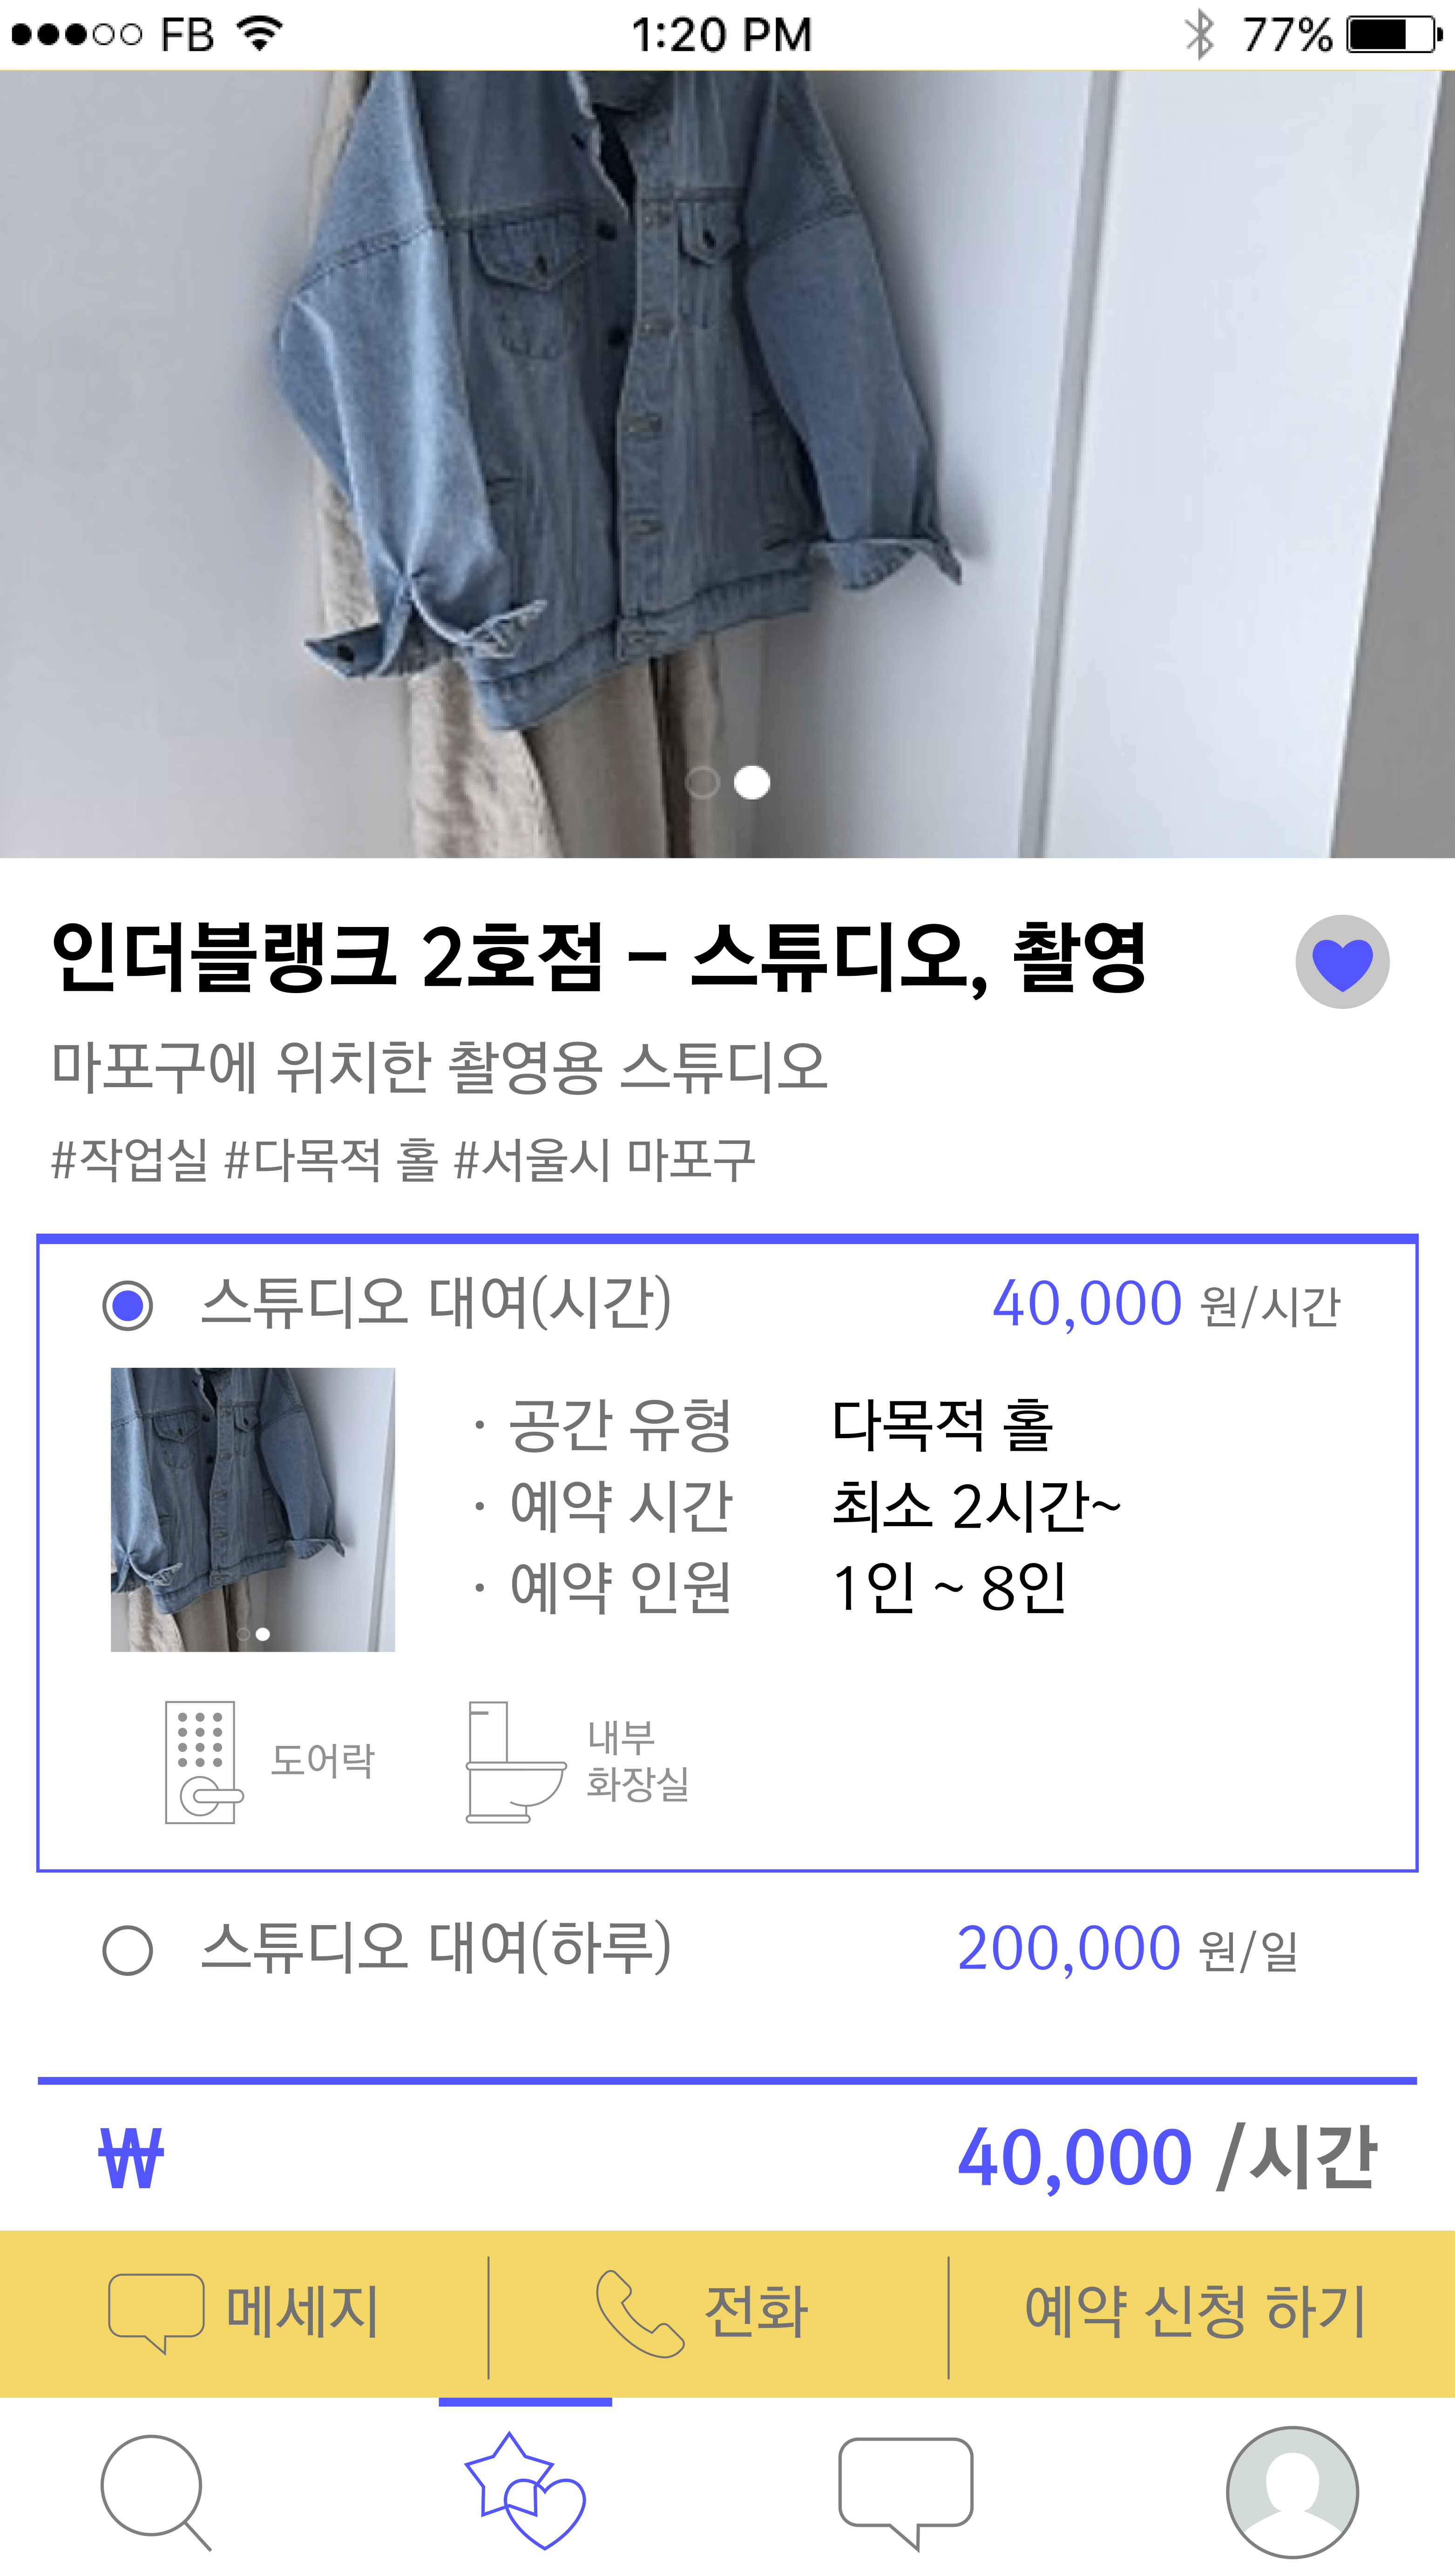 FB 1:20 PM 77%
인더블랭크 2호점 – 스튜디오, 촬영
마포구에 위치한 촬영용 스튜디오
#작업실 #다목적 홀 #서울시 마포구
스튜디오 대여(시간) 40,000 원/시간
· 공간 유형 다목적 홀
· 예약 시간 최소 2시간~
· 예약 인원 1인 ~ 8인
도어락
내부
화장실
스튜디오 대여(하루) 200,000 원/일
₩ 40,000 /시간
메세지 전화 예약 신청 하기